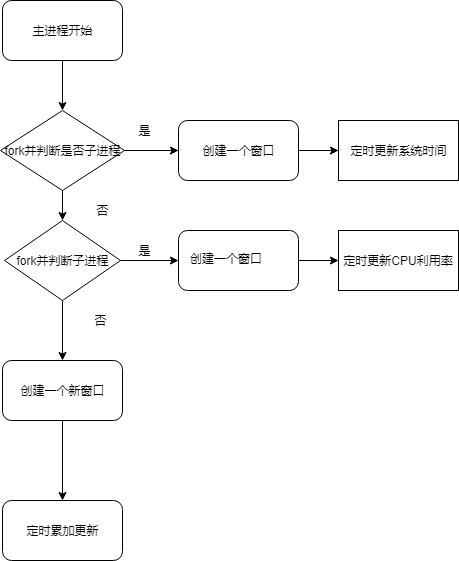 主进程开始
是
fork并判断是否子进程
创建一个窗口
定时更新系统时间
否
是
fork并判断子进程
创建一个窗口
定时更新CPU利用率
否
创建一个新窗口
定时累加更新